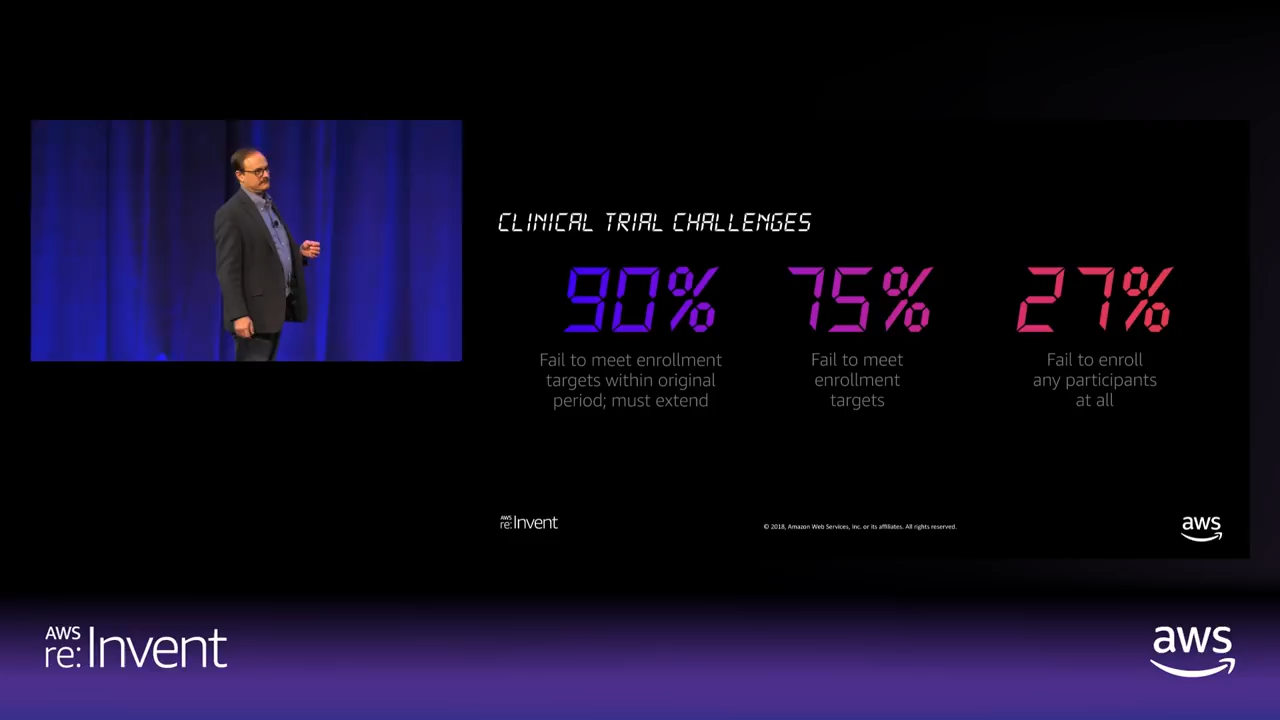 CLINICAL TRIAL CHALLENGES
90%
Fail to meet enrollment
targets within original
period; must extend
75%
Fail to meet
enrollment
targets
27%
Fail to enroll
any participants
at all
AWS
re:Invent
© 2018, Amazon Web Services, Inc. or its affiliates. All rights reserved.
aws
AWS
re:Invent
aws